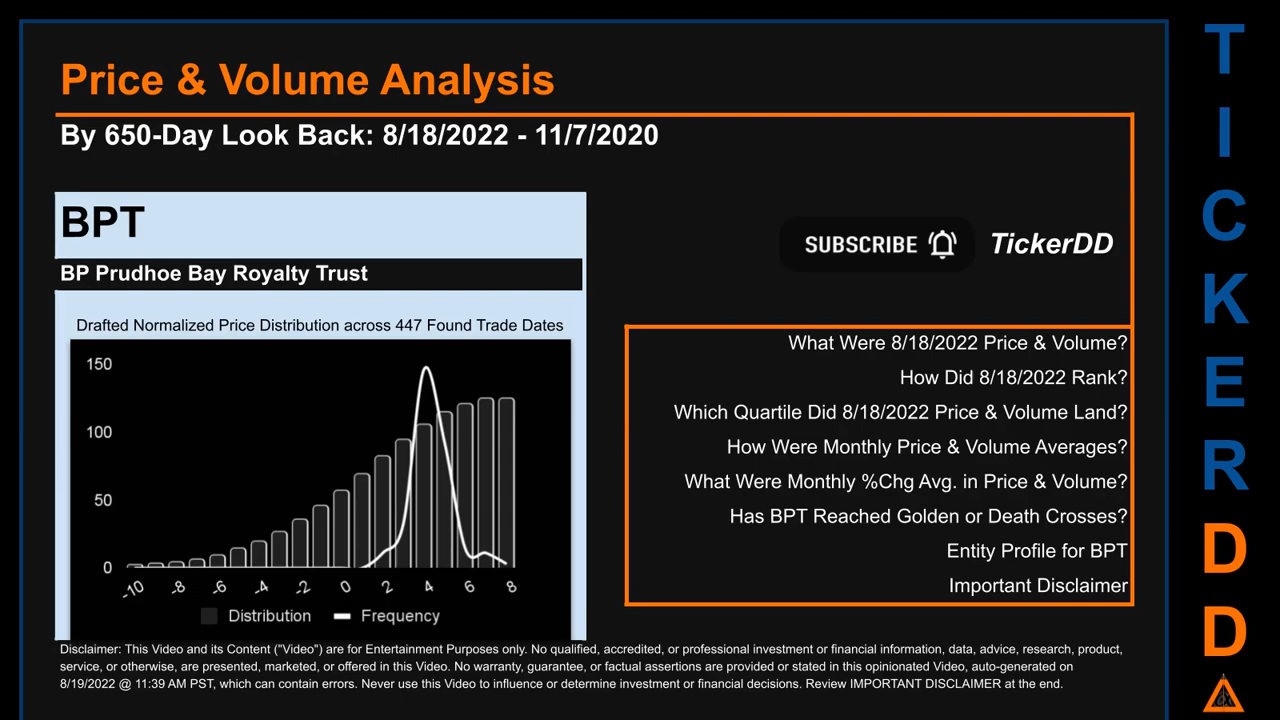 Price & Volume Analysis
By 650-Day Look Back: 8/18/2022 - 11/7/2020
BPT
BP Prudhoe Bay Royalty Trust
Drafted Normalized Price Distribution across 447 Found Trade Dates
150
100
50
0
-10 -8 -6 -4 -2 0 2 4 6 8
Distribution Frequency
SUBSCRIBE TickerDD
What Were 8/18/2022 Price & Volume?
How Did 8/18/2022 Rank?
Which Quartile Did 8/18/2022 Price & Volume Land?
How Were Monthly Price & Volume Averages?
What Were Monthly %Chg Avg. in Price & Volume?
Has BPT Reached Golden or Death Crosses?
Entity Profile for BPT
Important Disclaimer
Disclaimer: This Video and its Content ("Video") are for Entertainment Purposes only. No qualified, accredited, or professional investment or financial information, data, advice, research, product,
service, or otherwise, are presented, marketed, or offered in this Video. No warranty, guarantee, or factual assertions are provided or stated in this opinionated Video, auto-generated on
8/19/2022 @ 11:39 AM PST, which can contain errors. Never use this Video to influence or determine investment or financial decisions. Review IMPORTANT DISCLAIMER at the end.
T
I
C
K
E
R
D
D